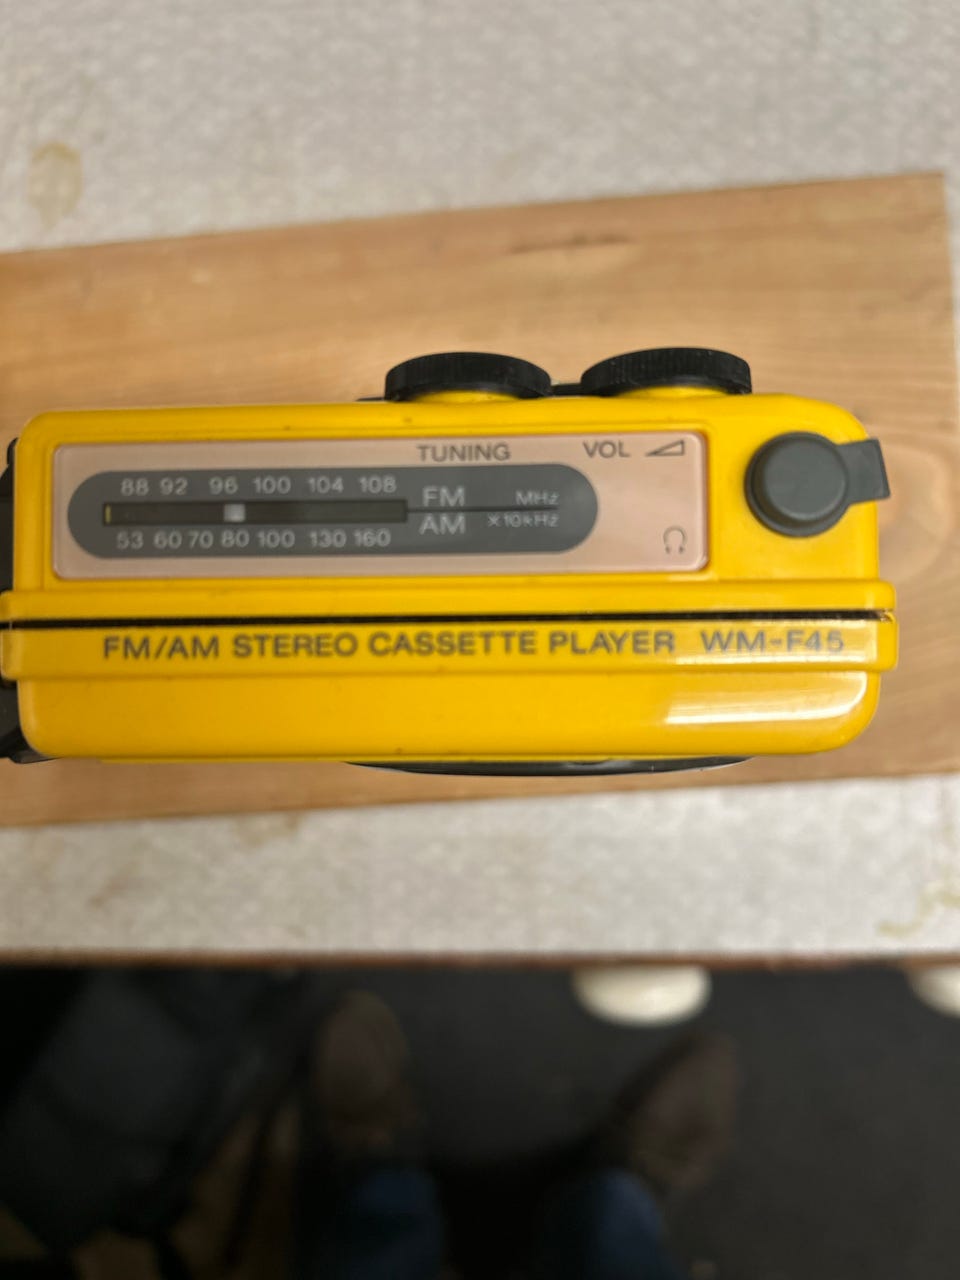 TUNING VOL
88 92 96 100 104 108
FM MHz
AM ×10kHz
53 60 70 80 100 130 160
FM/AM STEREO CASSETTE PLAYER WM-F45